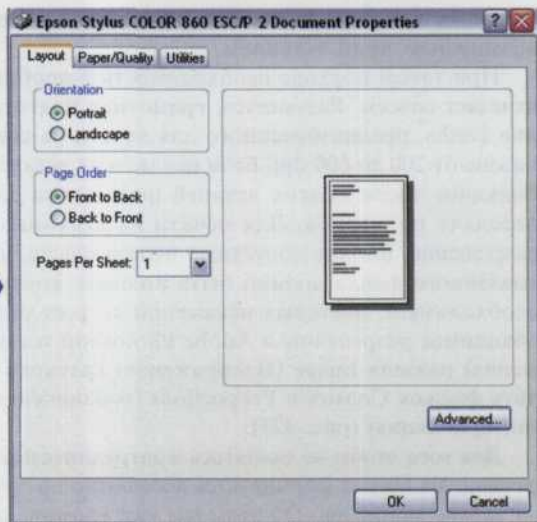 Epson Stylus COLOR 860 ESC/P 2 Document Properties
Layout Paper/Quality Utilities
Orientation
Portrait
Landscape
Page Order
Front to Back
Back to Front
Pages Per Sheet: 1
Advanced...
OK Cancel